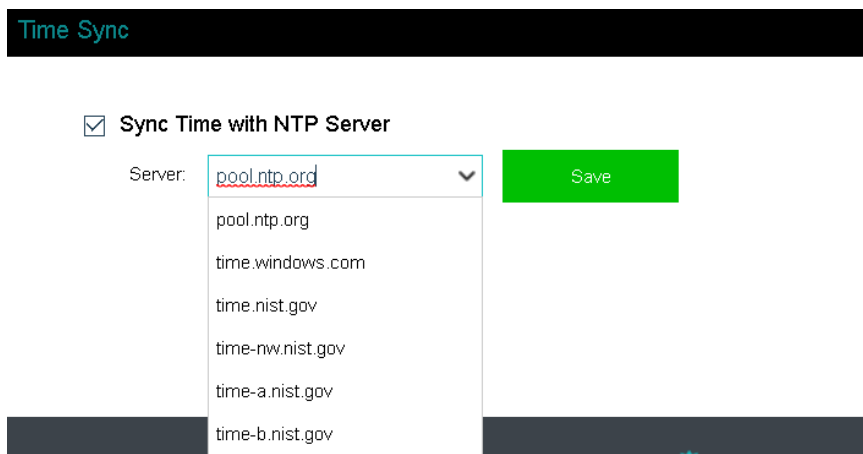 Time Sync
Sync Time with NTP Server
Server: pool.ntp.org Save
pool.ntp.org
time.windows.com
time.nist.gov
time-nw.nist.gov
time-a.nist.gov
time-b.nist.gov